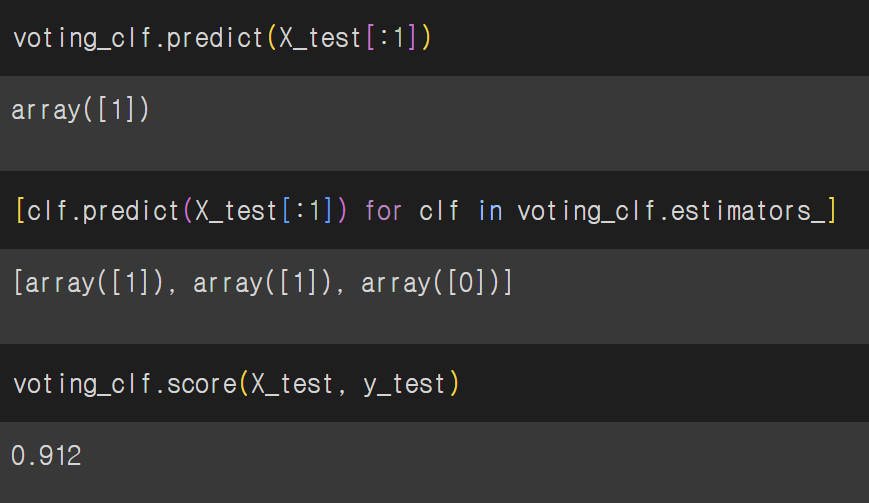 voting_clf.predict(X_test[:1])
array([1])
[clf.predict(X_test[:1]) for clf in voting_clf.estimators_]
[array([1]), array([1]), array([0])]
voting_clf.score(X_test, y_test)
0.912